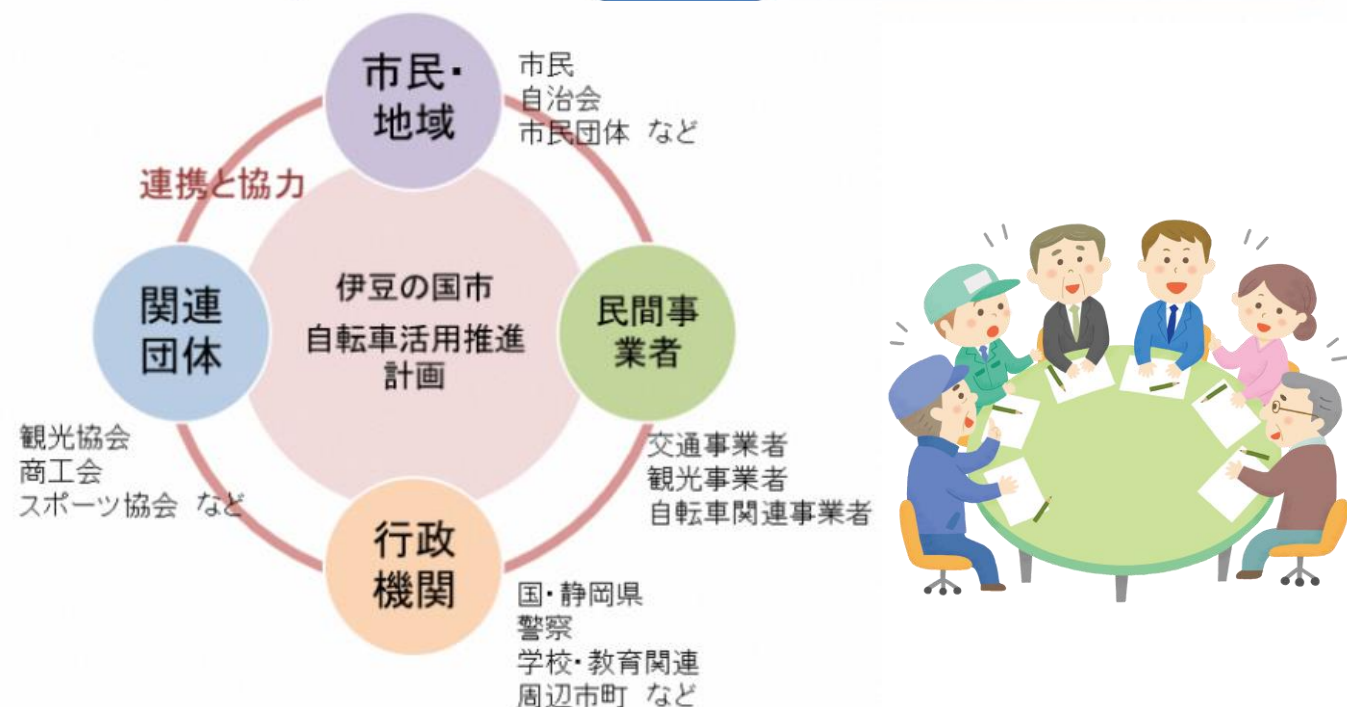 市民・
地域
市民
自治会
市民団体 など
連携と協力
関連
団体
観光協会
商工会
スポーツ協会 など
伊豆の国市
自転車活用推進
計画
民間事
業者
交通事業者
観光事業者
自転車関連事業者
行政
機関
国・静岡県
警察
学校・教育関連
周辺市町 など